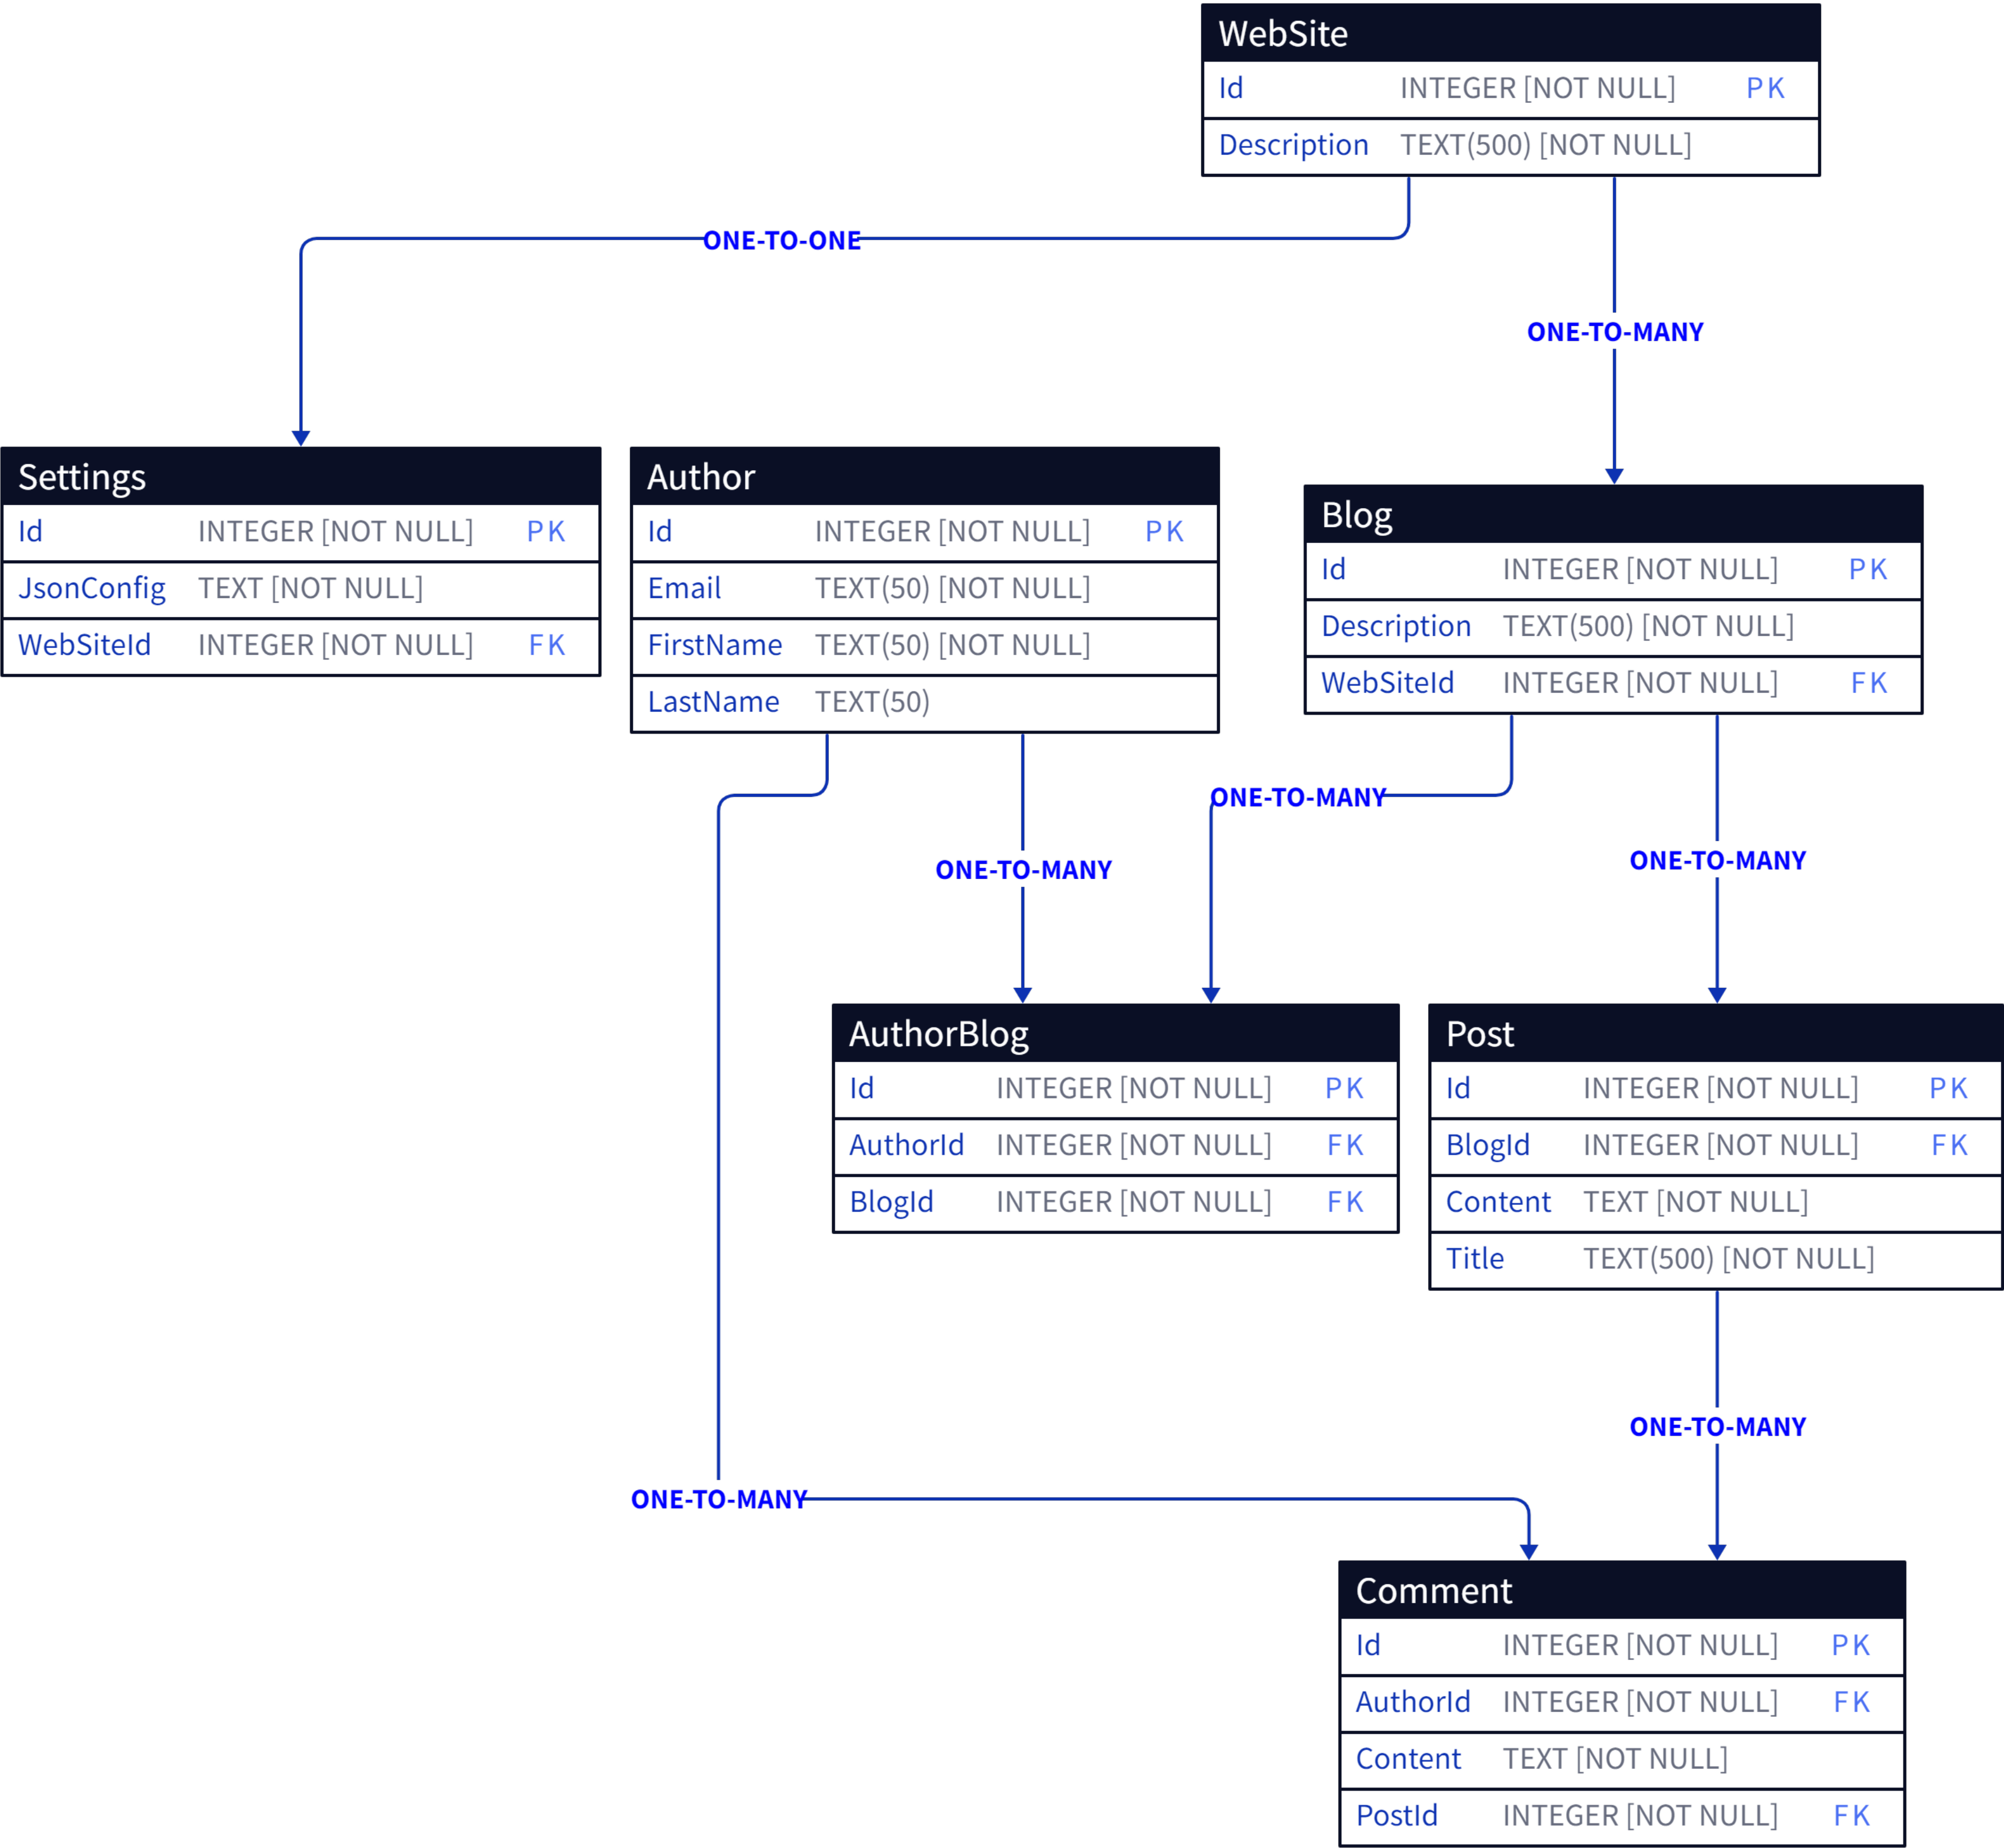 WebSite
Id INTEGER [NOT NULL] PK
Description TEXT(500) [NOT NULL]
ONE-TO-ONE
ONE-TO-MANY
Settings
Id INTEGER [NOT NULL] PK
JsonConfig TEXT [NOT NULL]
WebSiteId INTEGER [NOT NULL] FK
Author
Id INTEGER [NOT NULL] PK
Email TEXT(50) [NOT NULL]
FirstName TEXT(50) [NOT NULL]
LastName TEXT(50)
Blog
Id INTEGER [NOT NULL] PK
Description TEXT(500) [NOT NULL]
WebSiteId INTEGER [NOT NULL] FK
ONE-TO-MANY
ONE-TO-MANY
ONE-TO-MANY
AuthorBlog
Id INTEGER [NOT NULL] PK
AuthorId INTEGER [NOT NULL] FK
BlogId INTEGER [NOT NULL] FK
Post
Id INTEGER [NOT NULL] PK
BlogId INTEGER [NOT NULL] FK
Content TEXT [NOT NULL]
Title TEXT(500) [NOT NULL]
ONE-TO-MANY
ONE-TO-MANY
Comment
Id INTEGER [NOT NULL] PK
AuthorId INTEGER [NOT NULL] FK
Content TEXT [NOT NULL]
PostId INTEGER [NOT NULL] FK